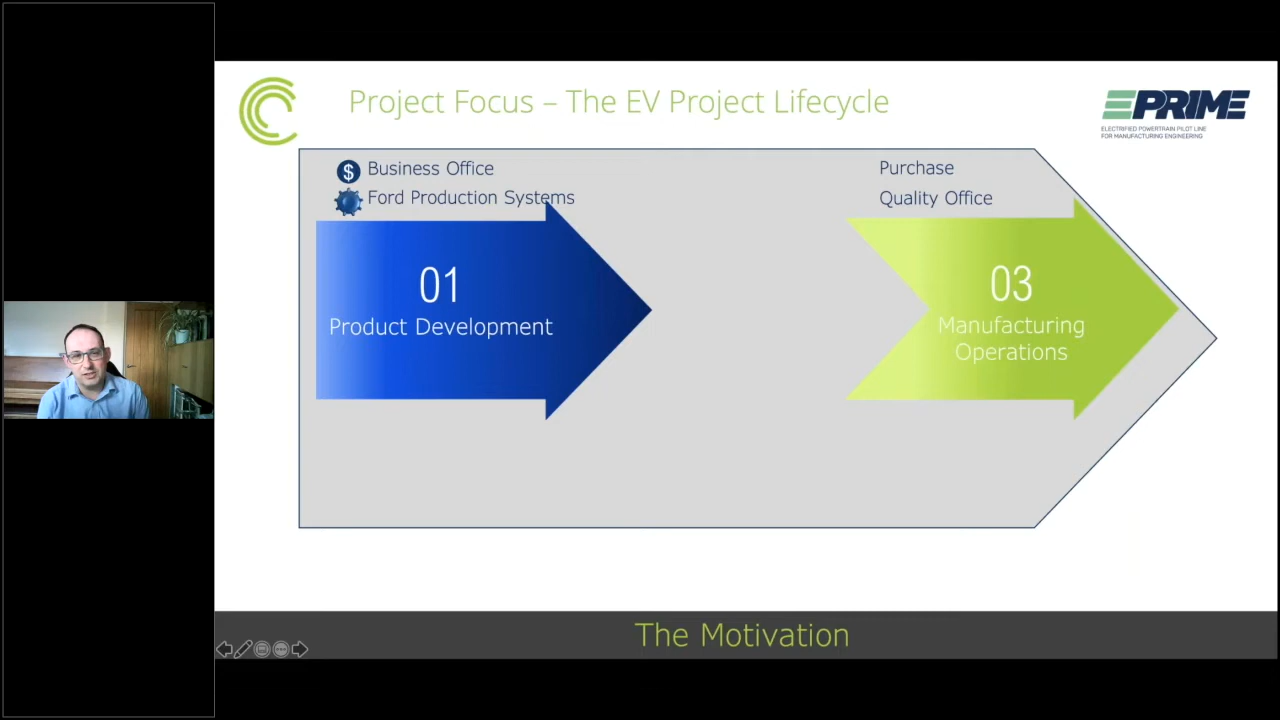 Project Focus – The EV Project Lifecycle
EPRIME
ELECTRIFIED POWERTRAIN PILOT LINE
FOR MANUFACTURING ENGINEERING
$ Business Office
Ford Production Systems
Purchase
Quality Office
01
Product Development
03
Manufacturing
Operations
The Motivation